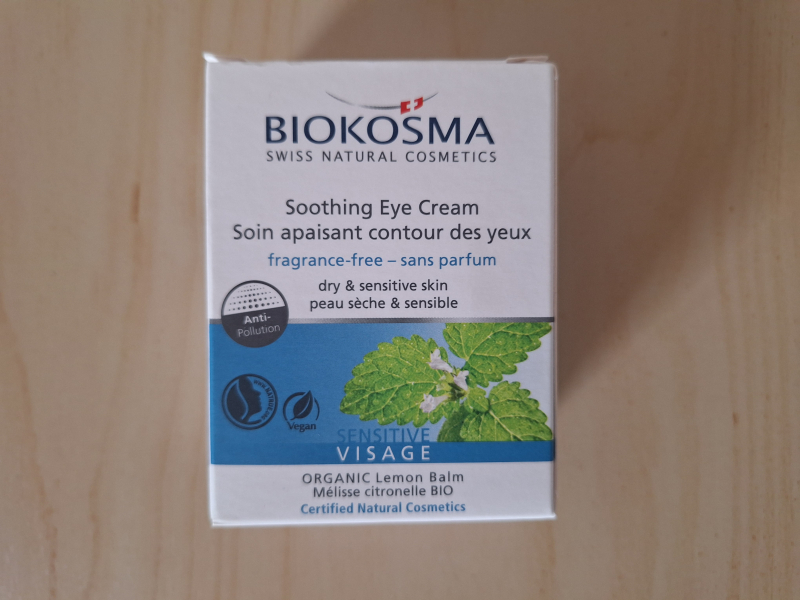 BIOKOSMA
SWISS NATURAL COSMETICS
Soothing Eye Cream
Soin apaisant contour des yeux
fragrance-free – sans parfum
dry & sensitive skin
peau sèche & sensible
Anti-
Pollution
Vegan
SENSITIVE
VISAGE
ORGANIC Lemon Balm
Mélisse citronelle BIO
Certified Natural Cosmetics